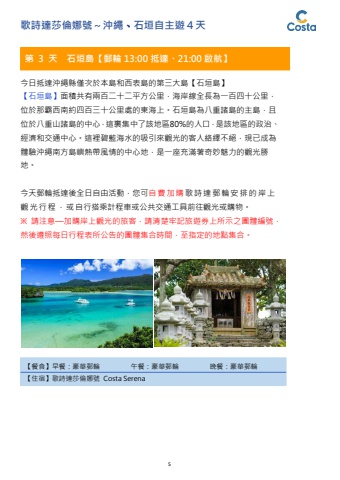 歌詩達莎倫娜號～沖繩、石垣自主遊４天
Costa
第 3 天 石垣島【郵輪 13:00 抵達、21:00 啟航】
今日抵達沖繩縣僅次於本島和西表島的第三大島【石垣島】
【石垣島】面積共有兩百二十二平方公里，海岸線全長為一百四十公里，
位於那霸西南約四百三十公里處的東海上。石垣島為八重諸島的主島，且
位於八重山諸島的中心，這裏集中了該地區80%的人口，是該地區的政治、
經濟和交通中心。這裡碧藍海水的吸引來觀光的客人絡繹不絕，現已成為
體驗沖繩南方島嶼熱帶風情的中心地，是一座充滿著奇妙魅力的觀光勝
地。
今天郵輪抵達後全日自由活動，您可自費加購歌詩達郵輪安排的岸上
觀光行程，或自行搭乘計程車或公共交通工具前往觀光或購物。
※ 請注意—加購岸上觀光的旅客，請清楚牢記旅遊券上所示之團體編號，
然後遵照每日行程表所公告的團體集合時間，至指定的地點集合。
【餐食】早餐：豪華郵輪 午餐：豪華郵輪 晚餐：豪華郵輪
【住宿】歌詩達莎倫娜號 Costa Serena
5